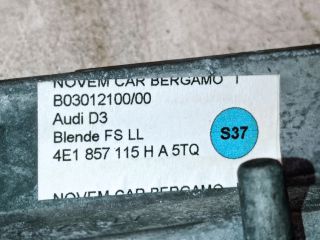 NOVEM CAR BERGAMO I
B03012100/00
Audi D3
Blende FS LL
S37
4E1 857 115 H A 5TQ
NOVEM CAR BERGAMO